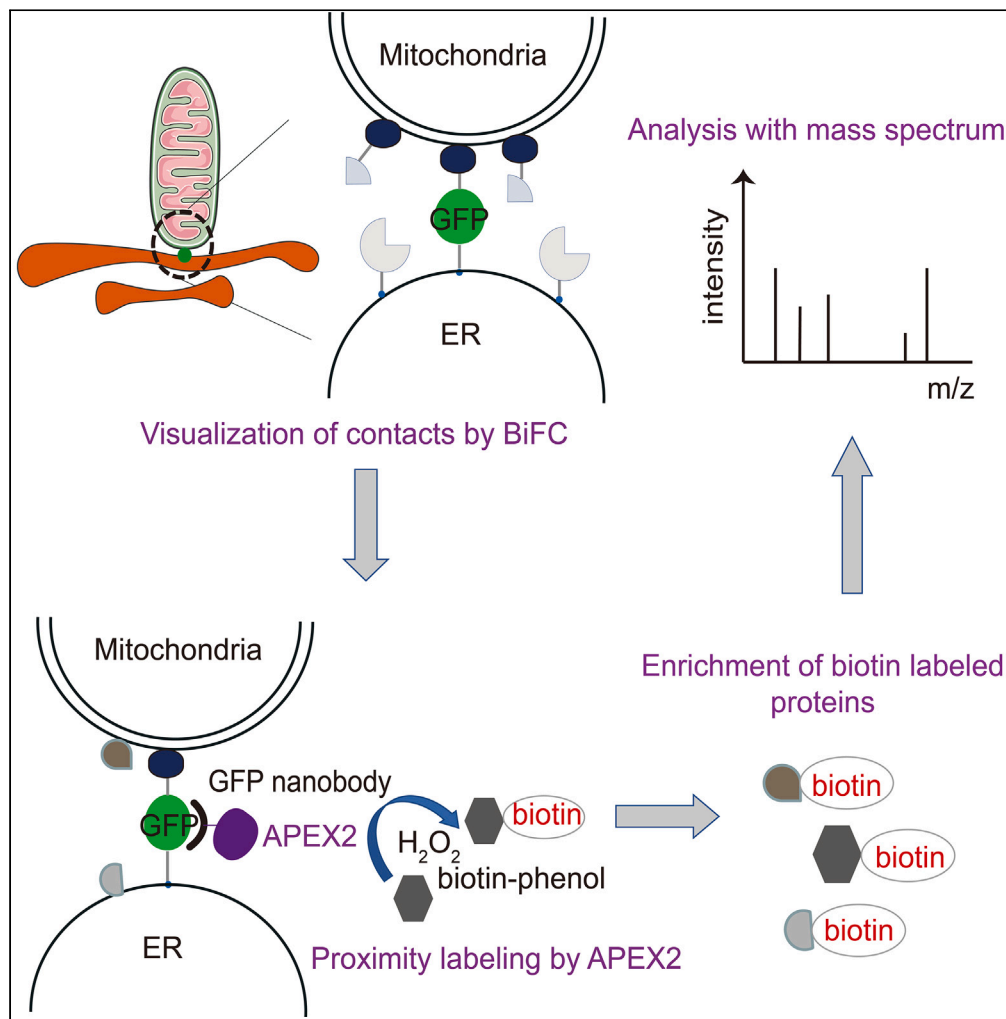 Mitochondria
GFP
ER
Visualization of contacts by BiFC
Analysis with mass spectrum
intensity
m/z
Mitochondria
GFP nanobody
GFP
APEX2
H₂O₂
biotin-phenol
ER
Proximity labeling by APEX2
biotin
Enrichment of biotin labeled
proteins
biotin
biotin
biotin